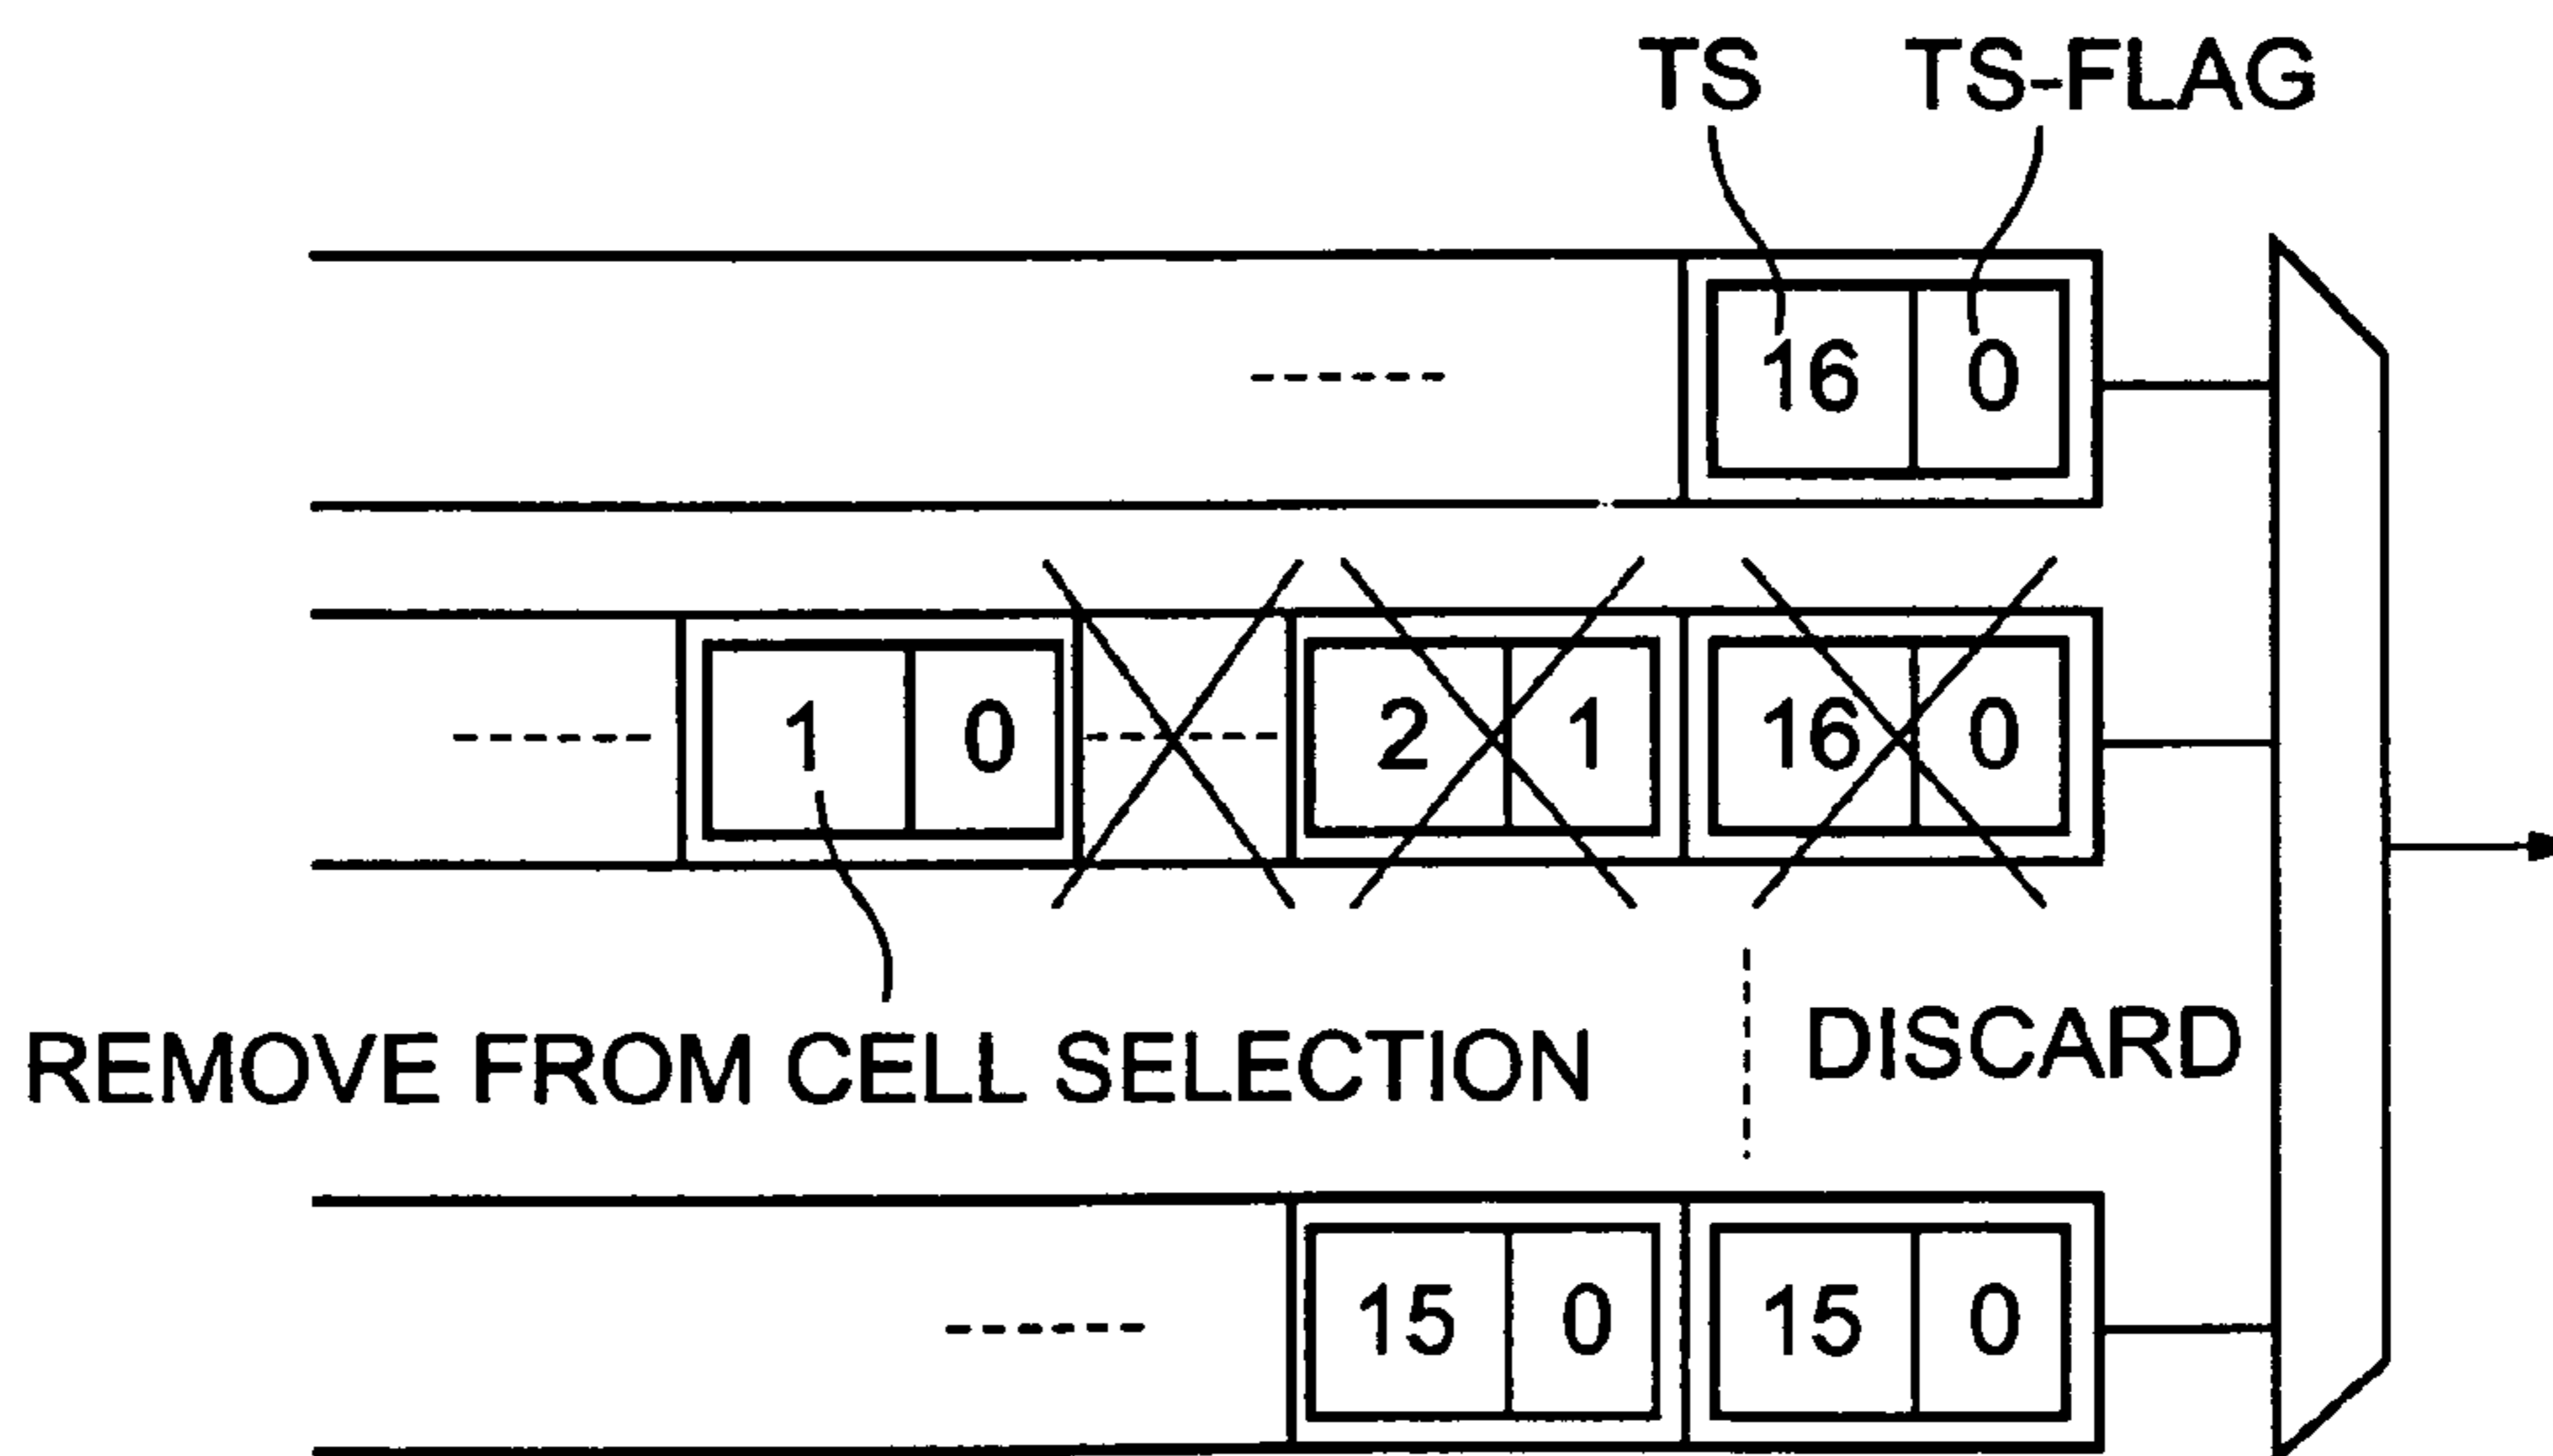 TS TS-FLAG
16 0
1 0 2 1 16 0
REMOVE FROM CELL SELECTION DISCARD
15 0 15 0